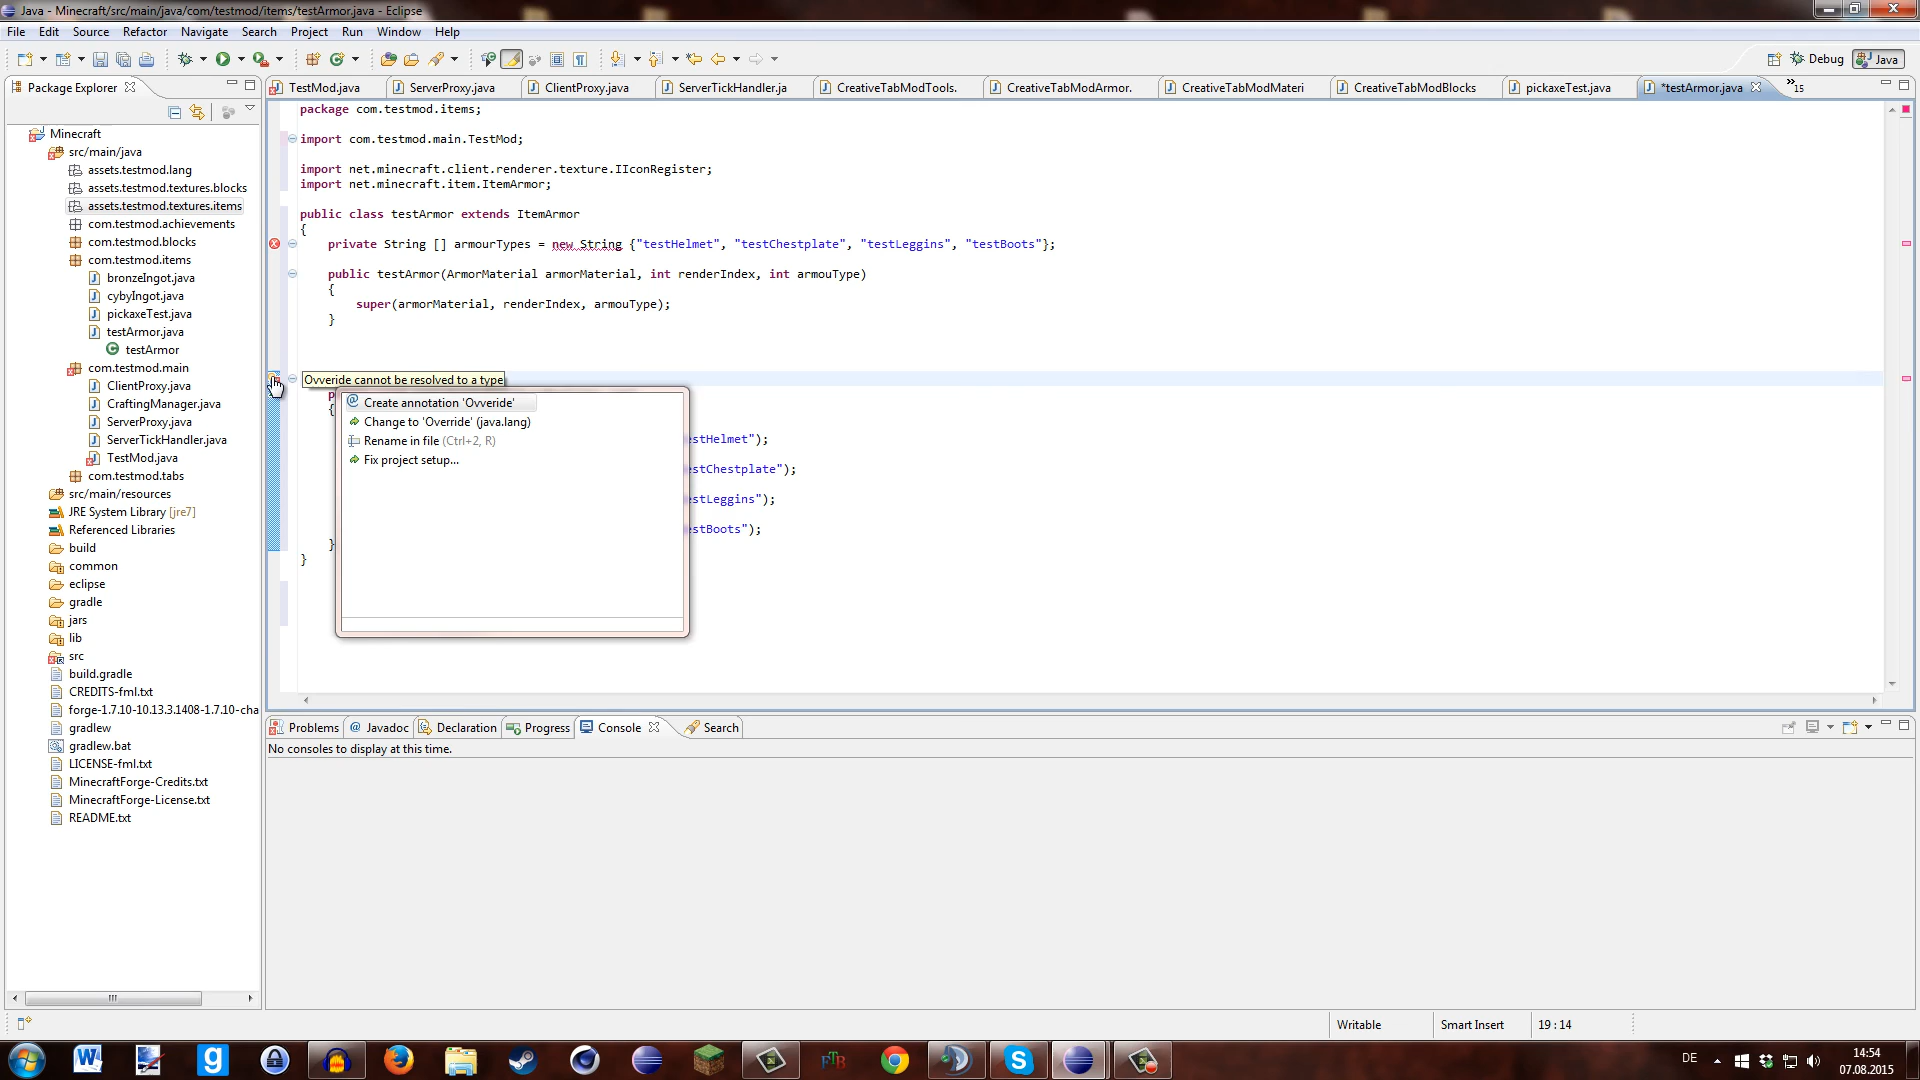 Java - Minecraft/src/main/java/com/testmod/items/testArmor.java - Eclipse
File Edit Source Refactor Navigate Search Project Run Window Help
Debug Java
Package Explorer
TestMod.java ServerProxy.java ClientProxy.java ServerTickHandler.ja CreativeTabModTools. CreativeTabModArmor. CreativeTabModMateri CreativeTabModBlocks pickaxeTest.java *testArmor.java »15
Minecraft
src/main/java
assets.testmod.lang
assets.testmod.textures.blocks
assets.testmod.textures.items
com.testmod.achievements
com.testmod.blocks
com.testmod.items
bronzeIngot.java
cybyIngot.java
pickaxeTest.java
testArmor.java
testArmor
com.testmod.main
ClientProxy.java
CraftingManager.java
ServerProxy.java
ServerTickHandler.java
TestMod.java
com.testmod.tabs
src/main/resources
JRE System Library [jre7]
Referenced Libraries
build
common
eclipse
gradle
jars
lib
src
build.gradle
CREDITS-fml.txt
forge-1.7.10-10.13.3.1408-1.7.10-cha
gradlew
gradlew.bat
LICENSE-fml.txt
MinecraftForge-Credits.txt
MinecraftForge-License.txt
README.txt
package com.testmod.items;
import com.testmod.main.TestMod;
import net.minecraft.client.renderer.texture.IIconRegister;
import net.minecraft.item.ItemArmor;
public class testArmor extends ItemArmor
{
private String [] armourTypes = new String {"testHelmet", "testChestplate", "testLeggins", "testBoots"};
public testArmor(ArmorMaterial armorMaterial, int renderIndex, int armouType)
{
super(armorMaterial, renderIndex, armouType);
}
Ovveride cannot be resolved to a type
p
{
Create annotation 'Ovveride'
Change to 'Override' (java.lang)
Rename in file (Ctrl+2, R)
Fix project setup...
estHelmet");
estChestplate");
estLeggins");
estBoots");
}
}
Problems Javadoc Declaration Progress Console Search
No consoles to display at this time.
Writable Smart Insert 19 : 14
DE
14:54
07.08.2015